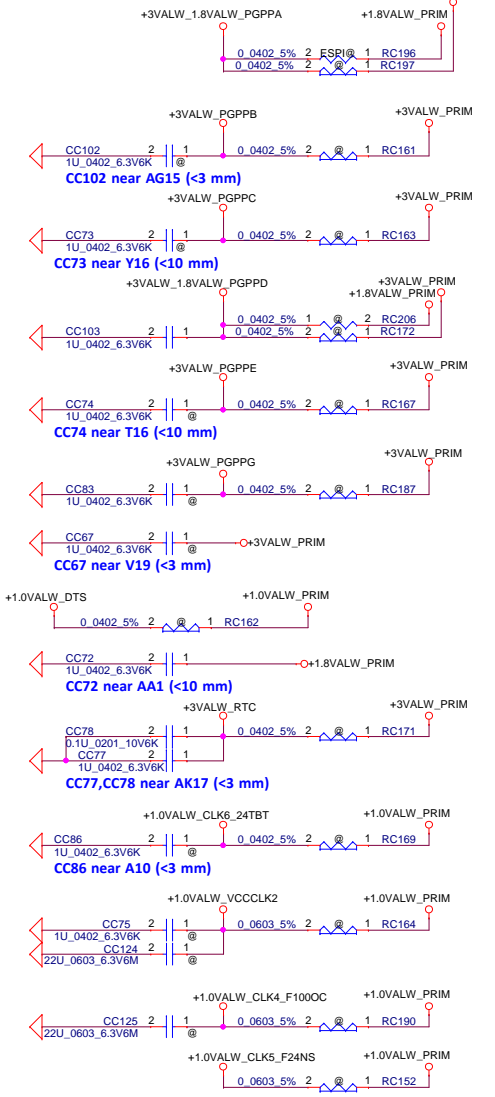 +3VALW_1.8VALW_PGPPA +1.8VALW_PRIM
0_0402_5% 2 ESPI@ 1 RC196
0_0402_5% 2 @ 1 RC197
+3VALW_PGPPB +3VALW_PRIM
CC102 2 1 0_0402_5% 2 @ 1 RC161
1U_0402_6.3V6K @
CC102 near AG15 (<3 mm)
+3VALW_PGPPC +3VALW_PRIM
CC73 2 1 0_0402_5% 2 @ 1 RC163
1U_0402_6.3V6K @
CC73 near Y16 (<10 mm)
+3VALW_1.8VALW_PGPPD +3VALW_PRIM
+1.8VALW_PRIM
0_0402_5% 1 @ 2 RC206
CC103 2 1 0_0402_5% 2 @ 1 RC172
1U_0402_6.3V6K
+3VALW_PGPPE +3VALW_PRIM
CC74 2 1 0_0402_5% 2 @ 1 RC167
1U_0402_6.3V6K @
CC74 near T16 (<10 mm)
+3VALW_PGPPG +3VALW_PRIM
CC83 2 1 0_0402_5% 2 @ 1 RC187
1U_0402_6.3V6K @
CC67 2 1 +3VALW_PRIM
1U_0402_6.3V6K @
CC67 near V19 (<3 mm)
+1.0VALW_DTS +1.0VALW_PRIM
0_0402_5% 2 @ 1 RC162
CC72 2 1 +1.8VALW_PRIM
1U_0402_6.3V6K
CC72 near AA1 (<10 mm)
+3VALW_RTC +3VALW_PRIM
CC78 2 1 0_0402_5% 2 @ 1 RC171
0.1U_0201_10V6K
CC77 2 1
1U_0402_6.3V6K
CC77,CC78 near AK17 (<3 mm)
+1.0VALW_CLK6_24TBT +1.0VALW_PRIM
CC86 2 1 0_0402_5% 2 @ 1 RC169
1U_0402_6.3V6K
CC86 near A10 (<3 mm)
+1.0VALW_VCCCLK2 +1.0VALW_PRIM
CC75 2 1 0_0603_5% 2 @ 1 RC164
1U_0402_6.3V6K @
CC124 2 1
22U_0603_6.3V6M @
+1.0VALW_CLK4_F100OC +1.0VALW_PRIM
CC125 2 1 0_0603_5% 2 @ 1 RC190
22U_0603_6.3V6M @
+1.0VALW_CLK5_F24NS +1.0VALW_PRIM
0_0603_5% 2 @ 1 RC152